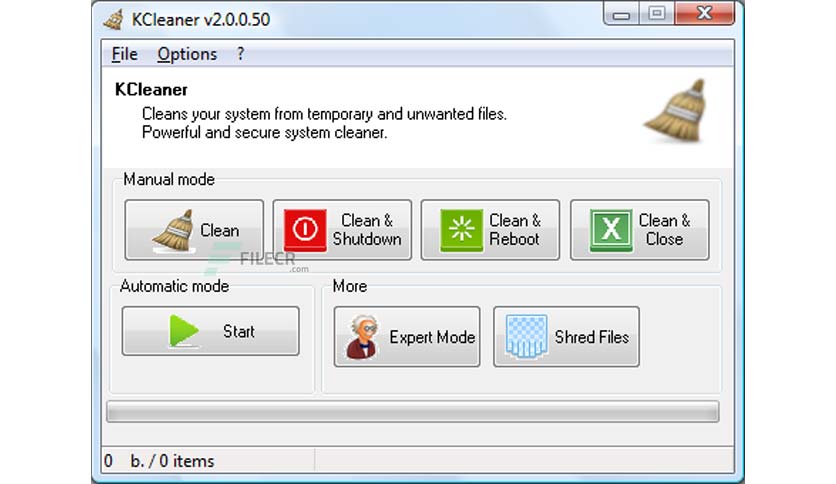 KCleaner v2.0.0.50
File Options ?
KCleaner
Cleans your system from temporary and unwanted files.
Powerful and secure system cleaner.
Manual mode
Clean
Clean &
Shutdown
Clean &
Reboot
X
Clean &
Close
FILECR
.com
Automatic mode
Start
More
Expert Mode
Shred Files
0 b. / 0 items